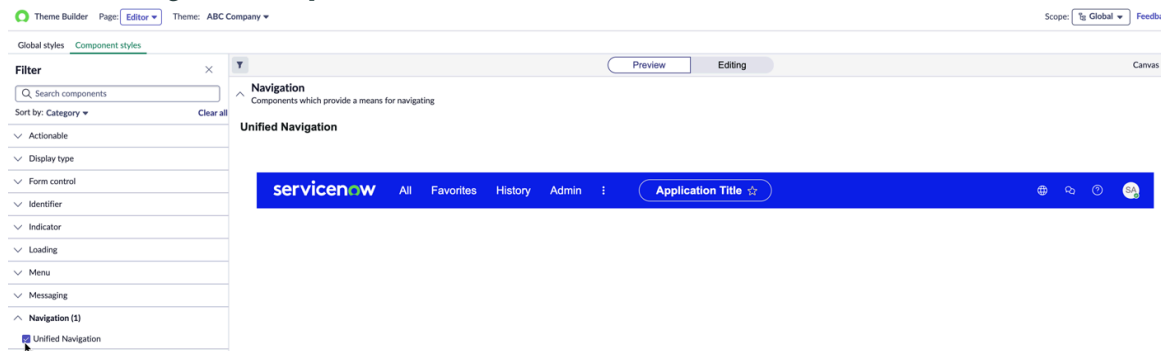 Theme Builder Page: Editor Theme: ABC Company Scope: Global Feedba
Global styles Component styles
Filter
Preview Editing Canvas
Search components
Sort by: Category Clear all
Navigation
Components which provide a means for navigating
Unified Navigation
Actionable
Display type
Form control
Identifier
Indicator
Loading
Menu
Messaging
Navigation (1)
Unified Navigation
servicenow All Favorites History Admin Application Title SA